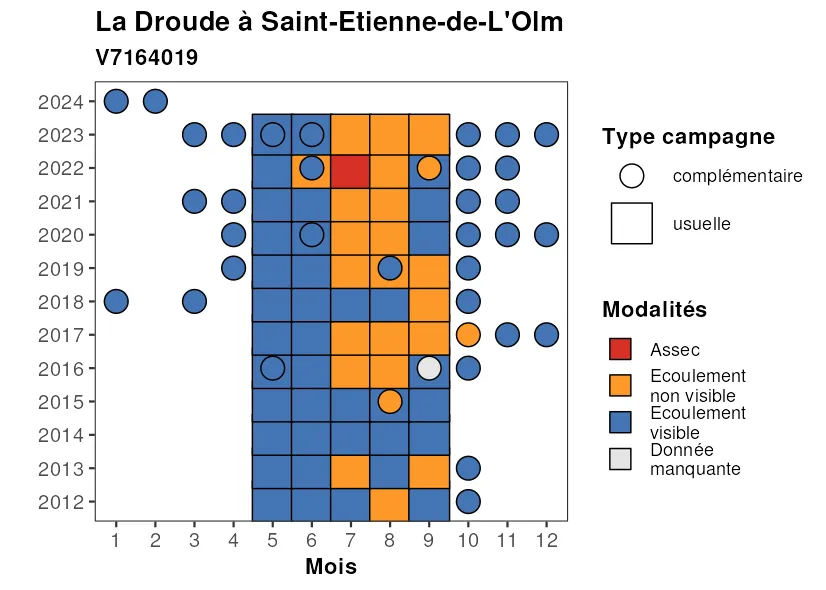 La Droude à Saint-Etienne-de-L'Olm
V7164019
2024
2023
2022
2021
2020
2019
2018
2017
2016
2015
2014
2013
2012
1 2 3 4 5 6 7 8 9 10 11 12
Mois
Type campagne
complémentaire
usuelle
Modalités
Assec
Ecoulement
non visible
Ecoulement
visible
Donnée
manquante